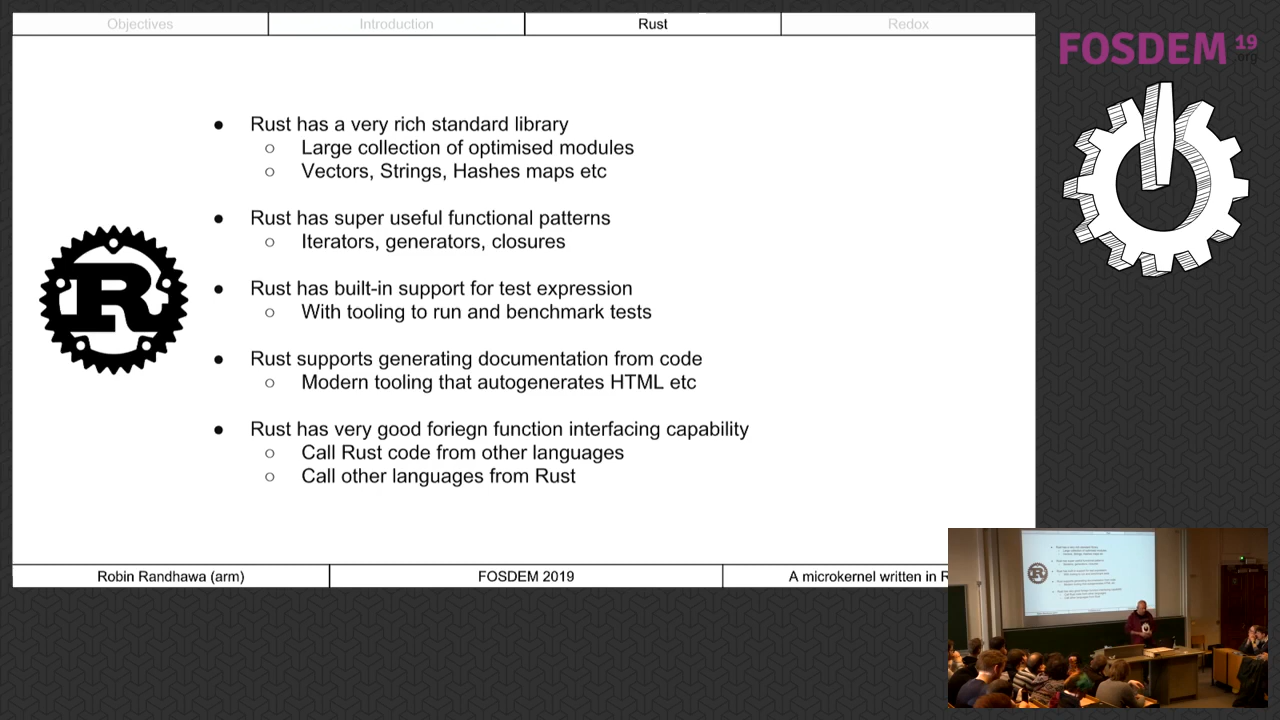 Objectives
Introduction
Rust
Redox
FOSDEM 19
.org
● Rust has a very rich standard library
○ Large collection of optimised modules
○ Vectors, Strings, Hashes maps etc
● Rust has super useful functional patterns
○ Iterators, generators, closures
● Rust has built-in support for test expression
○ With tooling to run and benchmark tests
● Rust supports generating documentation from code
○ Modern tooling that autogenerates HTML etc
● Rust has very good foriegn function interfacing capability
○ Call Rust code from other languages
○ Call other languages from Rust
R
Robin Randhawa (arm)
FOSDEM 2019
A microkernel written in R